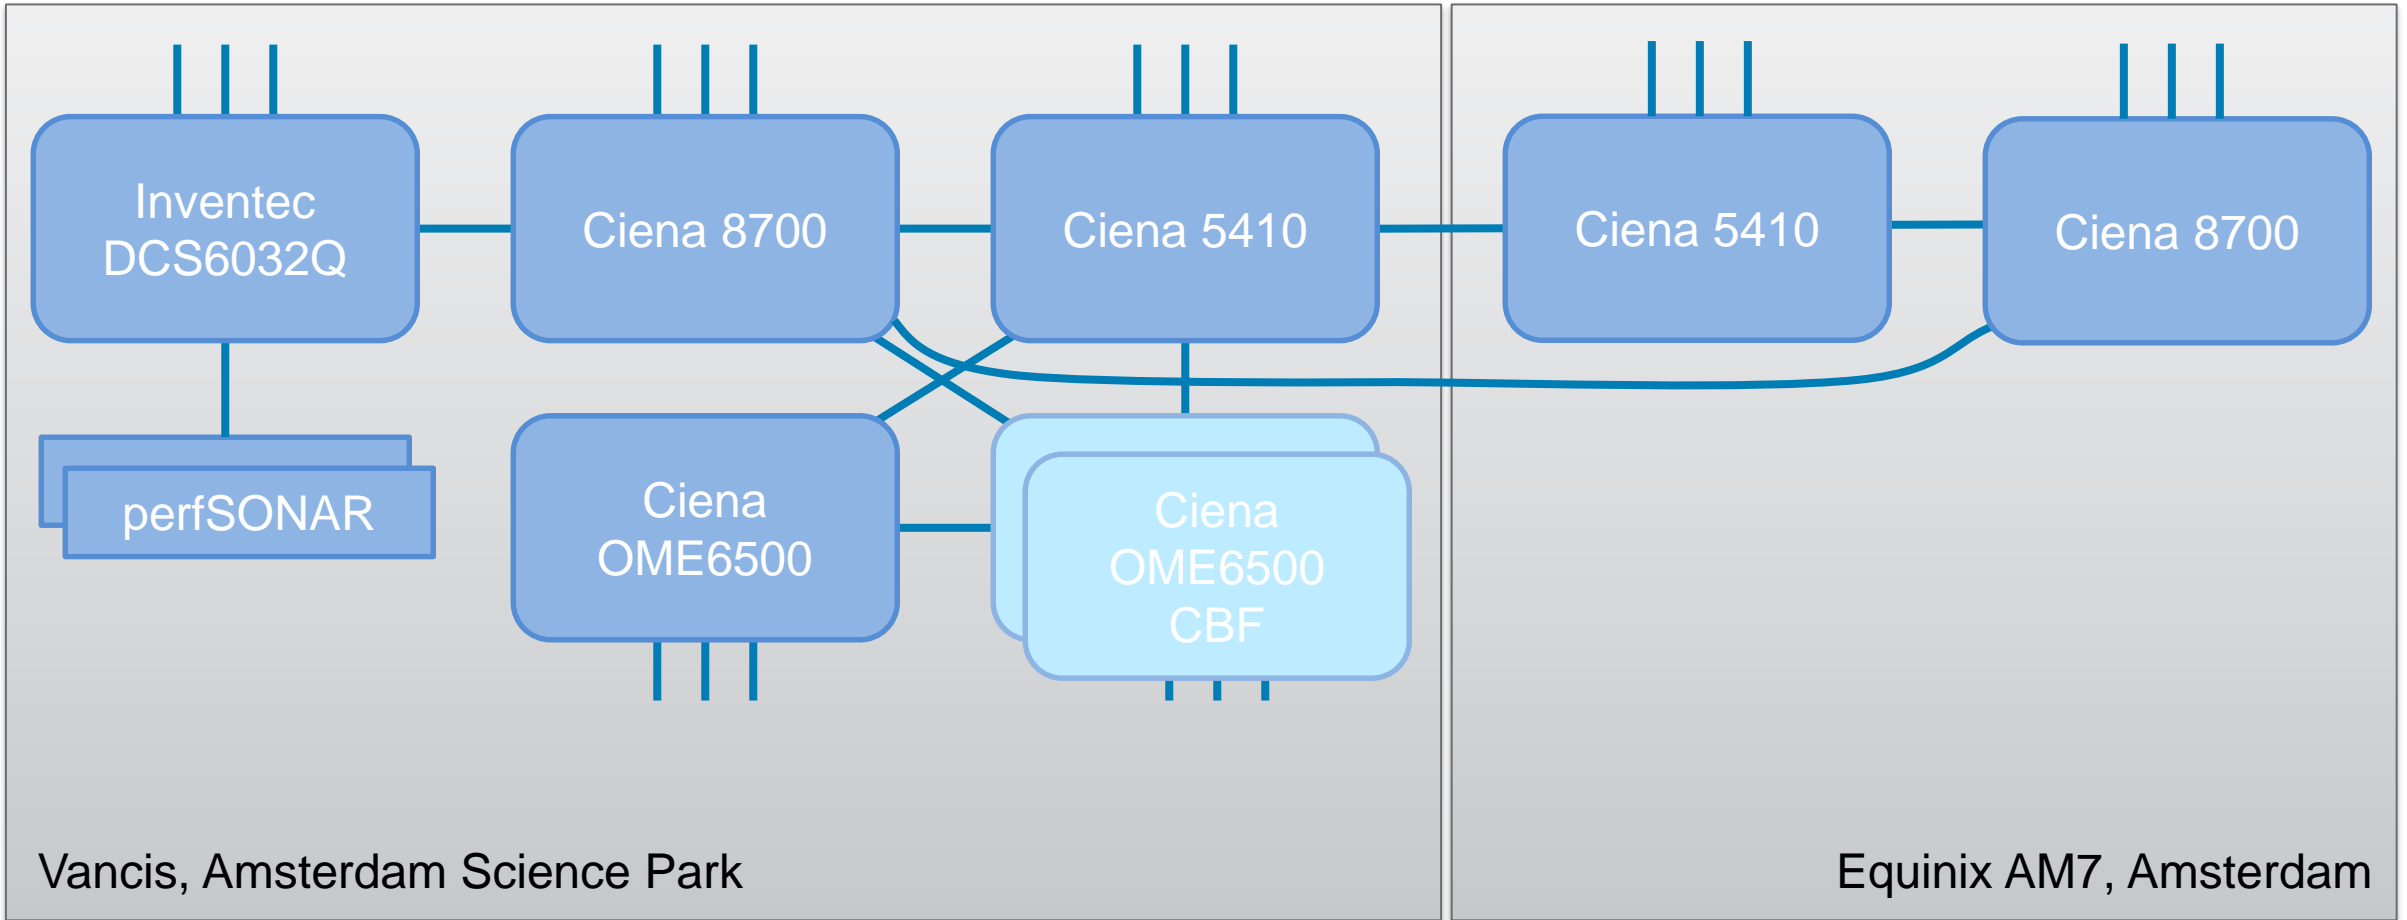 Inventec
DCS6032Q
Ciena 8700
Ciena 5410
Ciena 5410
Ciena 8700
perfSONAR
Ciena
OME6500
Ciena
OME6500
CBF
Vancis, Amsterdam Science Park
Equinix AM7, Amsterdam